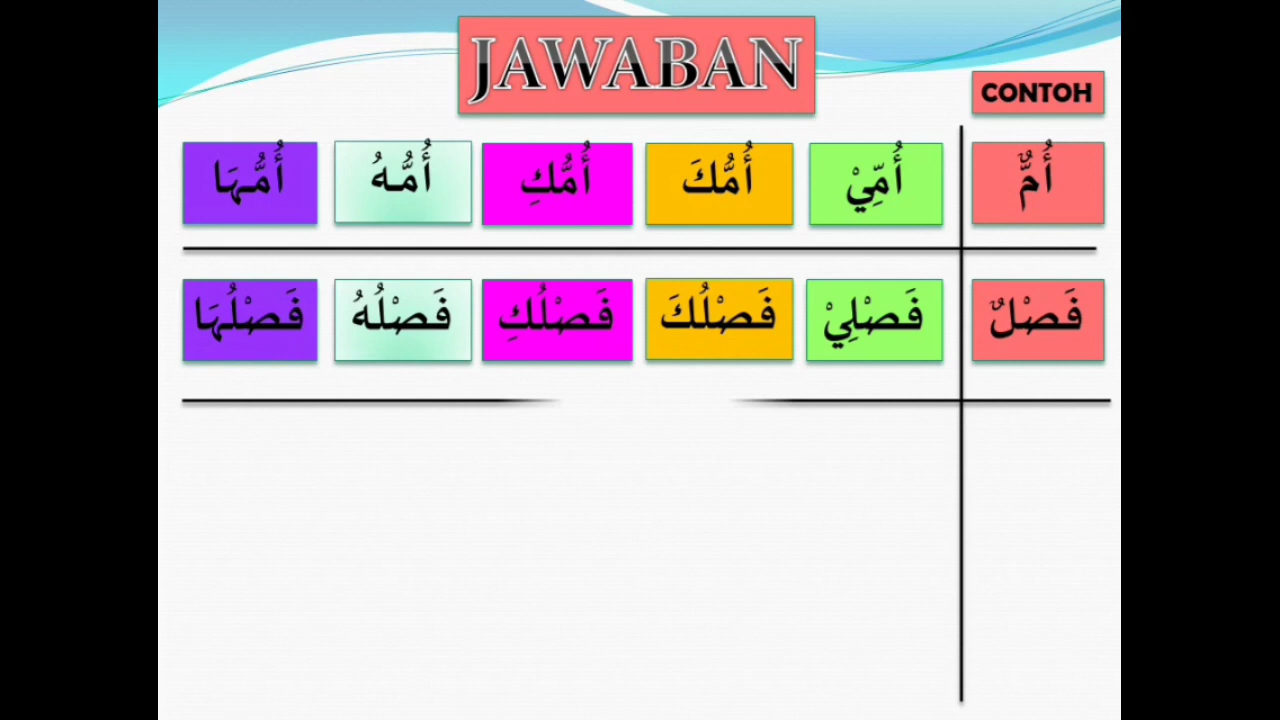 JAWABAN
CONTOH
أُمٌّ أُمِّيْ أُمُّكَ أُمُّكِ أُمُّهُ أُمُّهَا
فَصْلٌ فَصْلِيْ فَصْلُكَ فَصْلُكِ فَصْلُهُ فَصْلُهَا